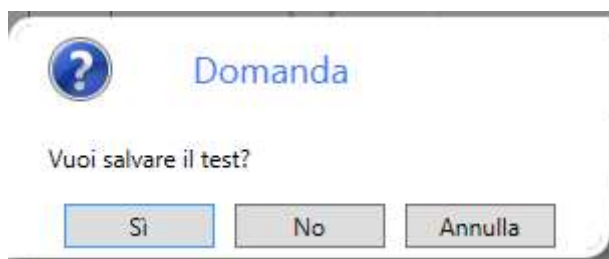 Domanda
Vuoi salvare il test?
Sì
No
Annulla